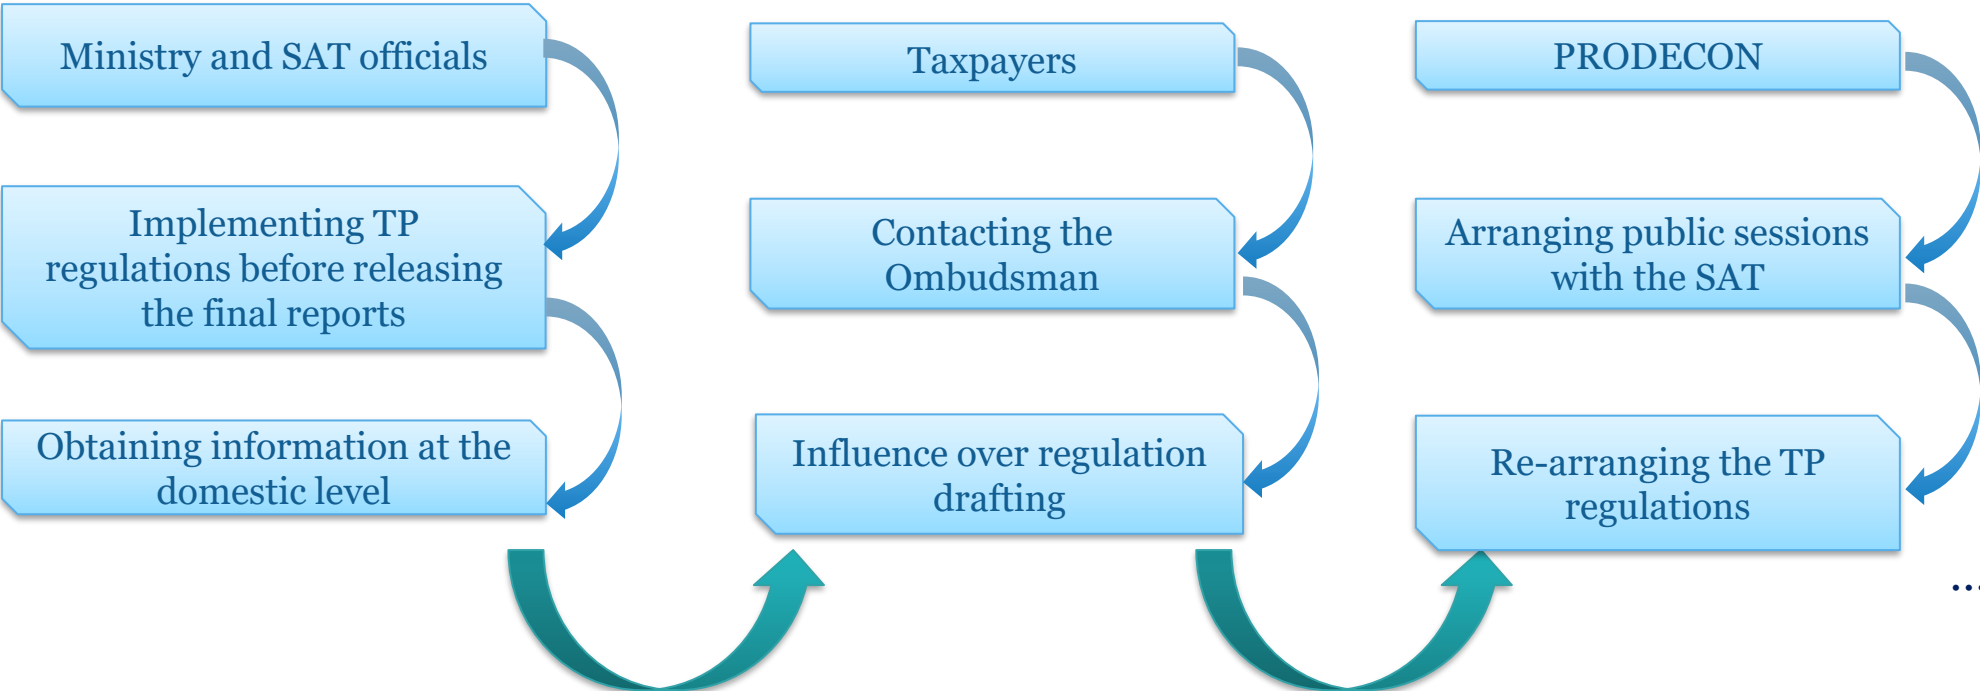 Ministry and SAT officials
Implementing TP
regulations before releasing
the final reports
Obtaining information at the
domestic level
Taxpayers
Contacting the
Ombudsman
Influence over regulation
drafting
PRODECON
Arranging public sessions
with the SAT
Re-arranging the TP
regulations
...